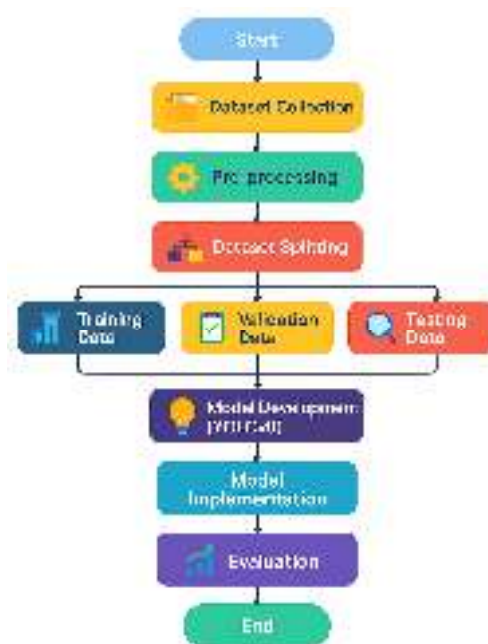 Start
Dataset Collection
Pre-processing
Dataset Splitting
Training
Data
Validation
Data
Testing
Data
Model Development
Model
Implementation
Evaluation
End